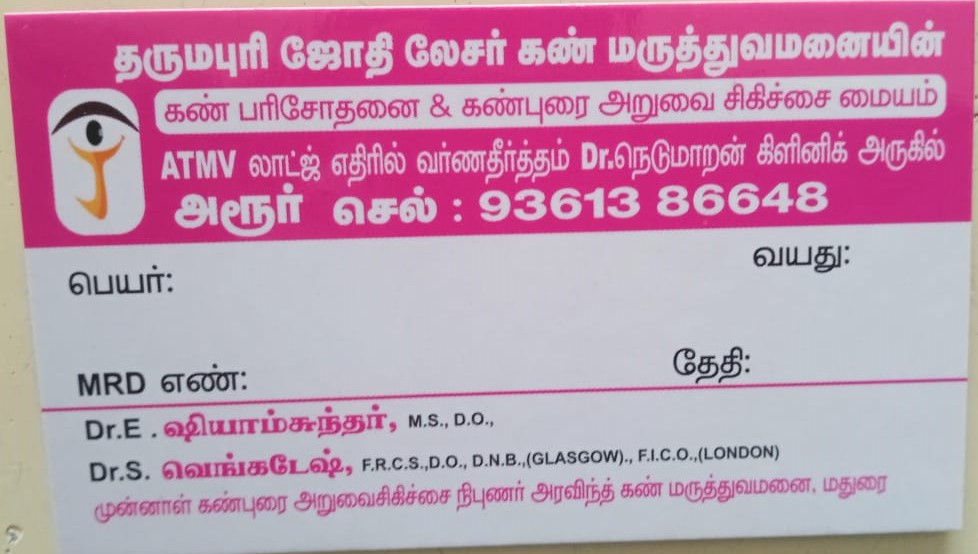 தருமபுரி ஜோதி லேசர் கண் மருத்துவமனையின்
கண் பரிசோதனை & கண்புரை அறுவை சிகிச்சை மையம்
ATMV லாட்ஜ் எதிரில் வர்ணதீர்த்தம் Dr.நெடுமாறன் கிளினிக் அருகில்
அரூர் செல் : 93613 86648
பெயர்: வயது:
MRD எண்: தேதி:
Dr.E . ஷியாம்சுந்தர், M.S., D.O.,
Dr.S. வெங்கடேஷ், F.R.C.S.,D.O., D.N.B.,(GLASGOW)., F.I.C.O.,(LONDON)
முன்னாள் கண்புரை அறுவைசிகிச்சை நிபுணர் அரவிந்த் கண் மருத்துவமனை, மதுரை